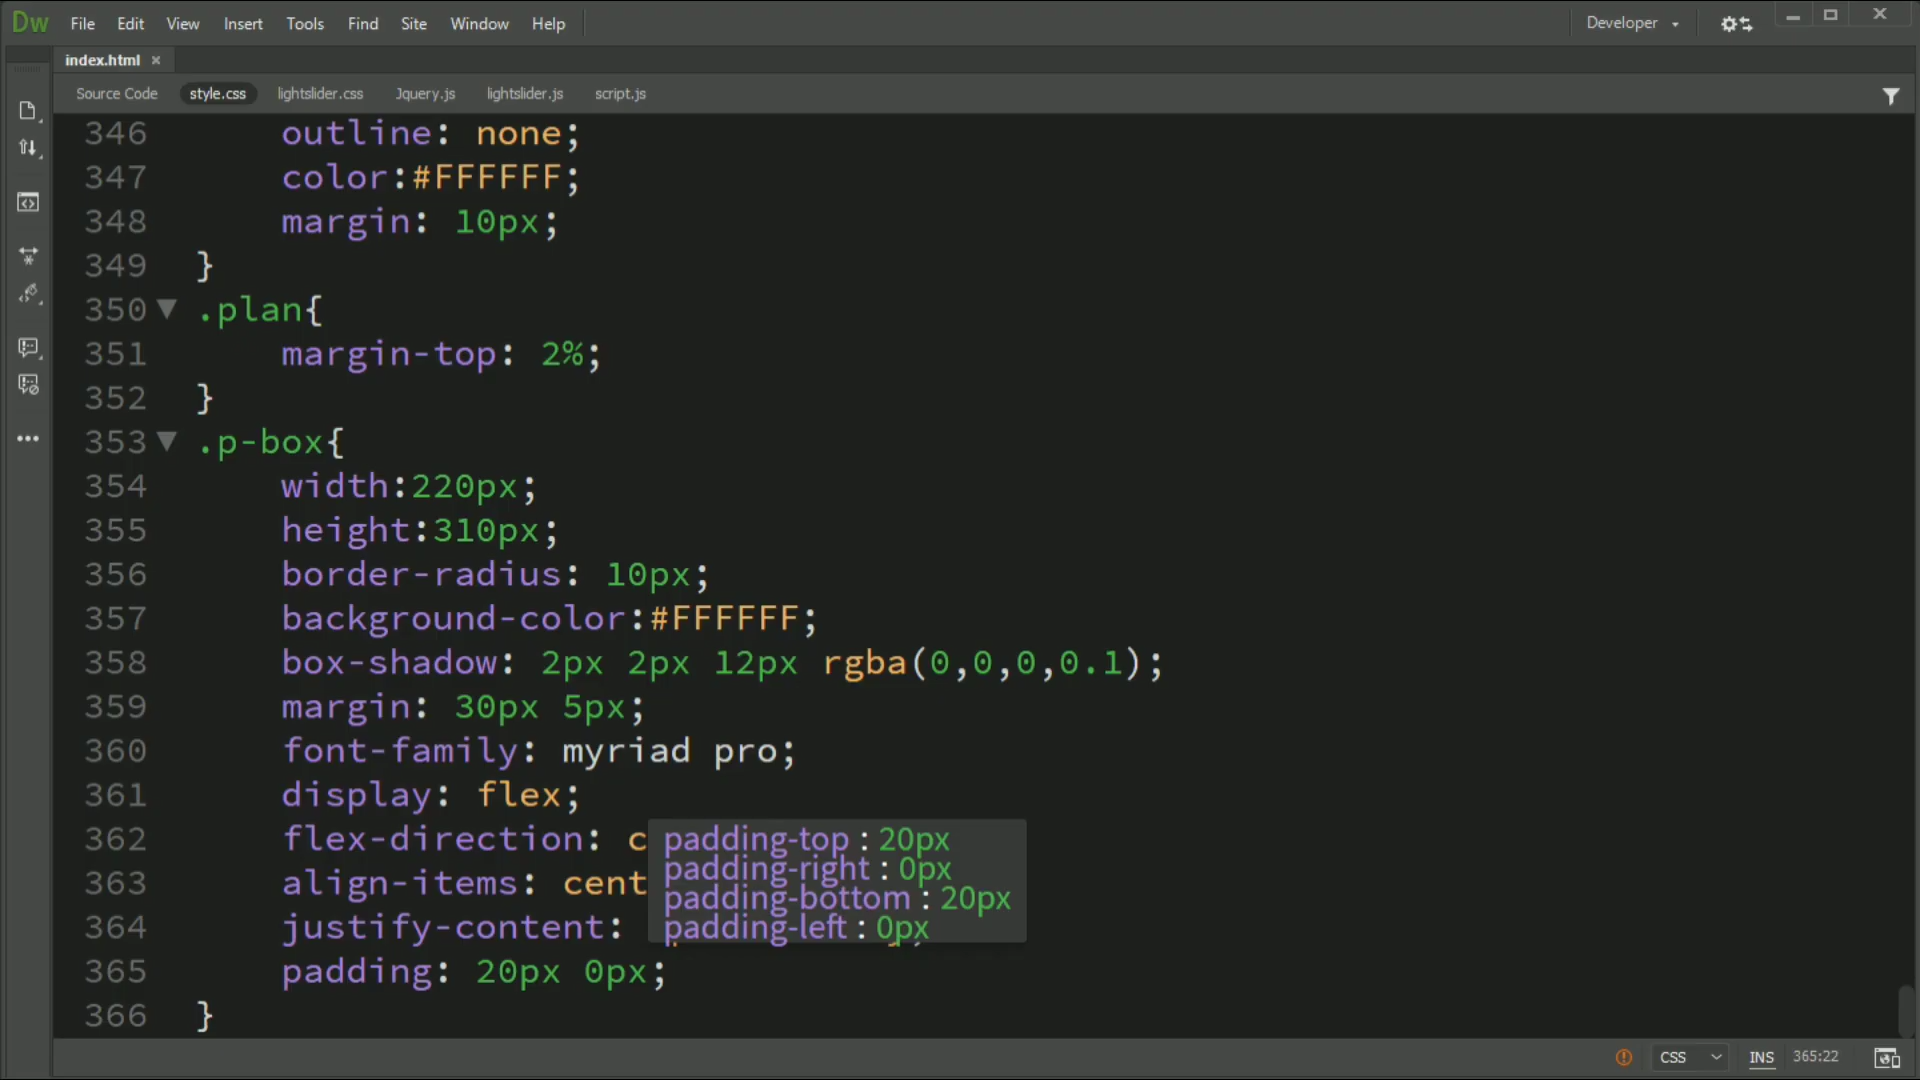 Dw File Edit View Insert Tools Find Site Window Help Developer
index.html ×
Source Code style.css lightslider.css Jquery.js lightslider.js script.js
346 outline: none;
347 color:#FFFFFF;
348 margin: 10px;
349 }
350 .plan{
351 margin-top: 2%;
352 }
353 .p-box{
354 width:220px;
355 height:310px;
356 border-radius: 10px;
357 background-color:#FFFFFF;
358 box-shadow: 2px 2px 12px rgba(0,0,0,0.1);
359 margin: 30px 5px;
360 font-family: myriad pro;
361 display: flex;
362 flex-direction: c
363 align-items: cent
364 justify-content:
padding-top : 20px
padding-right : 0px
padding-bottom : 20px
padding-left : 0px
365 padding: 20px 0px;
366 }
CSS INS 365:22